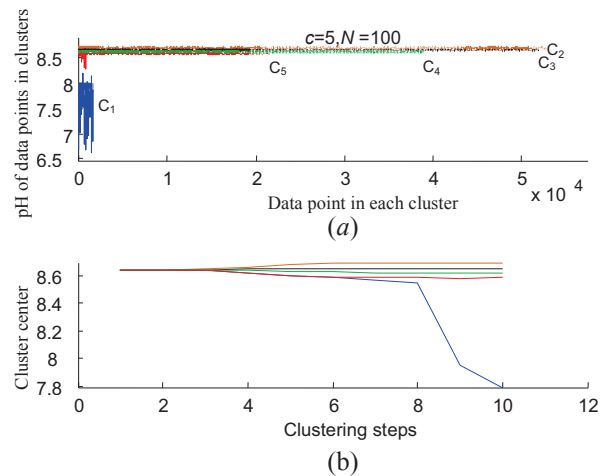 c=5,N =100
pH of data points in clusters
8.5
8
7.5
7
6.5
C1
C5
C4
C2
C3
0 1 2 3 4 5
x 10^4
Data point in each cluster
(a)
Cluster center
8.6
8.4
8.2
8
7.8
0 2 4 6 8 10 12
Clustering steps
(b)